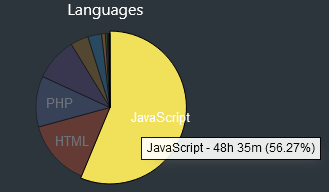 Languages
JavaScript
PHP
HTML
JavaScript - 48h 35m (56.27%)